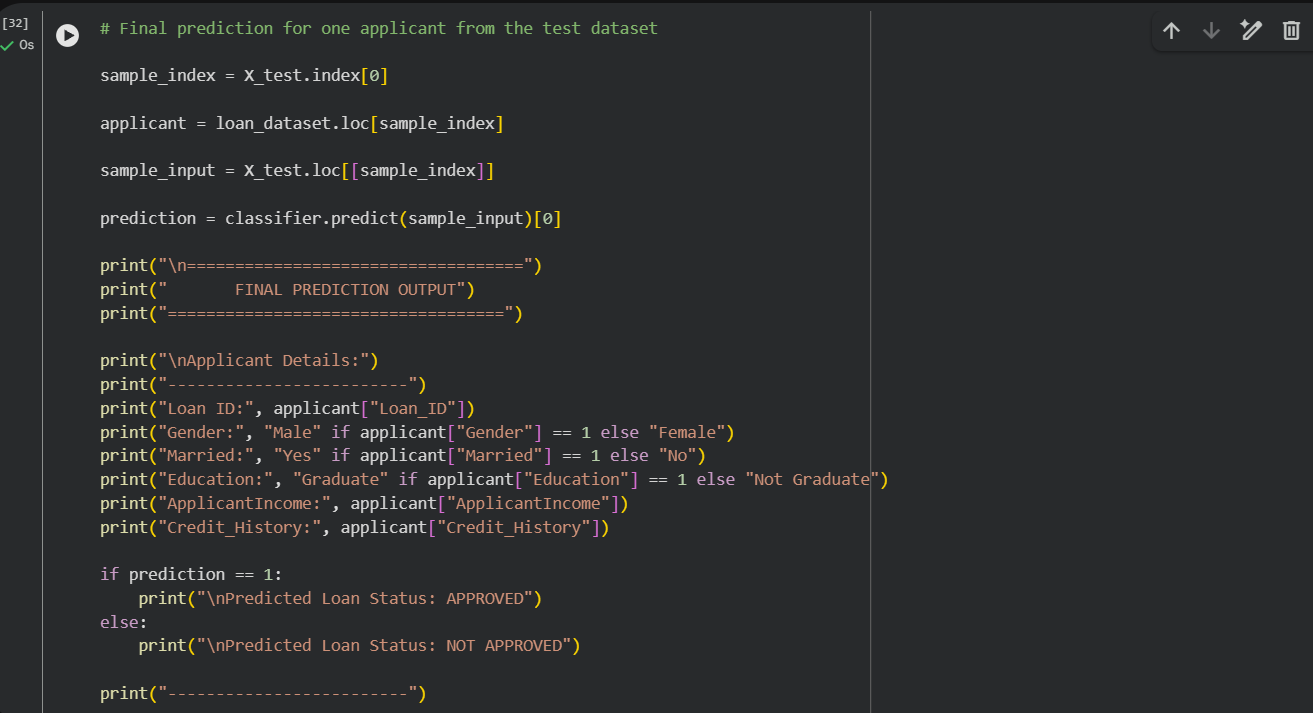 [32]
0s
# Final prediction for one applicant from the test dataset
sample_index = X_test.index[0]
applicant = loan_dataset.loc[sample_index]
sample_input = X_test.loc[[sample_index]]
prediction = classifier.predict(sample_input)[0]
print("\n===================================")
print("       FINAL PREDICTION OUTPUT")
print("===================================")
print("\nApplicant Details:")
print("-------------------------")
print("Loan ID:", applicant["Loan_ID"])
print("Gender:", "Male" if applicant["Gender"] == 1 else "Female")
print("Married:", "Yes" if applicant["Married"] == 1 else "No")
print("Education:", "Graduate" if applicant["Education"] == 1 else "Not Graduate")
print("ApplicantIncome:", applicant["ApplicantIncome"])
print("Credit_History:", applicant["Credit_History"])
if prediction == 1:
    print("\nPredicted Loan Status: APPROVED")
else:
    print("\nPredicted Loan Status: NOT APPROVED")
print("-------------------------")